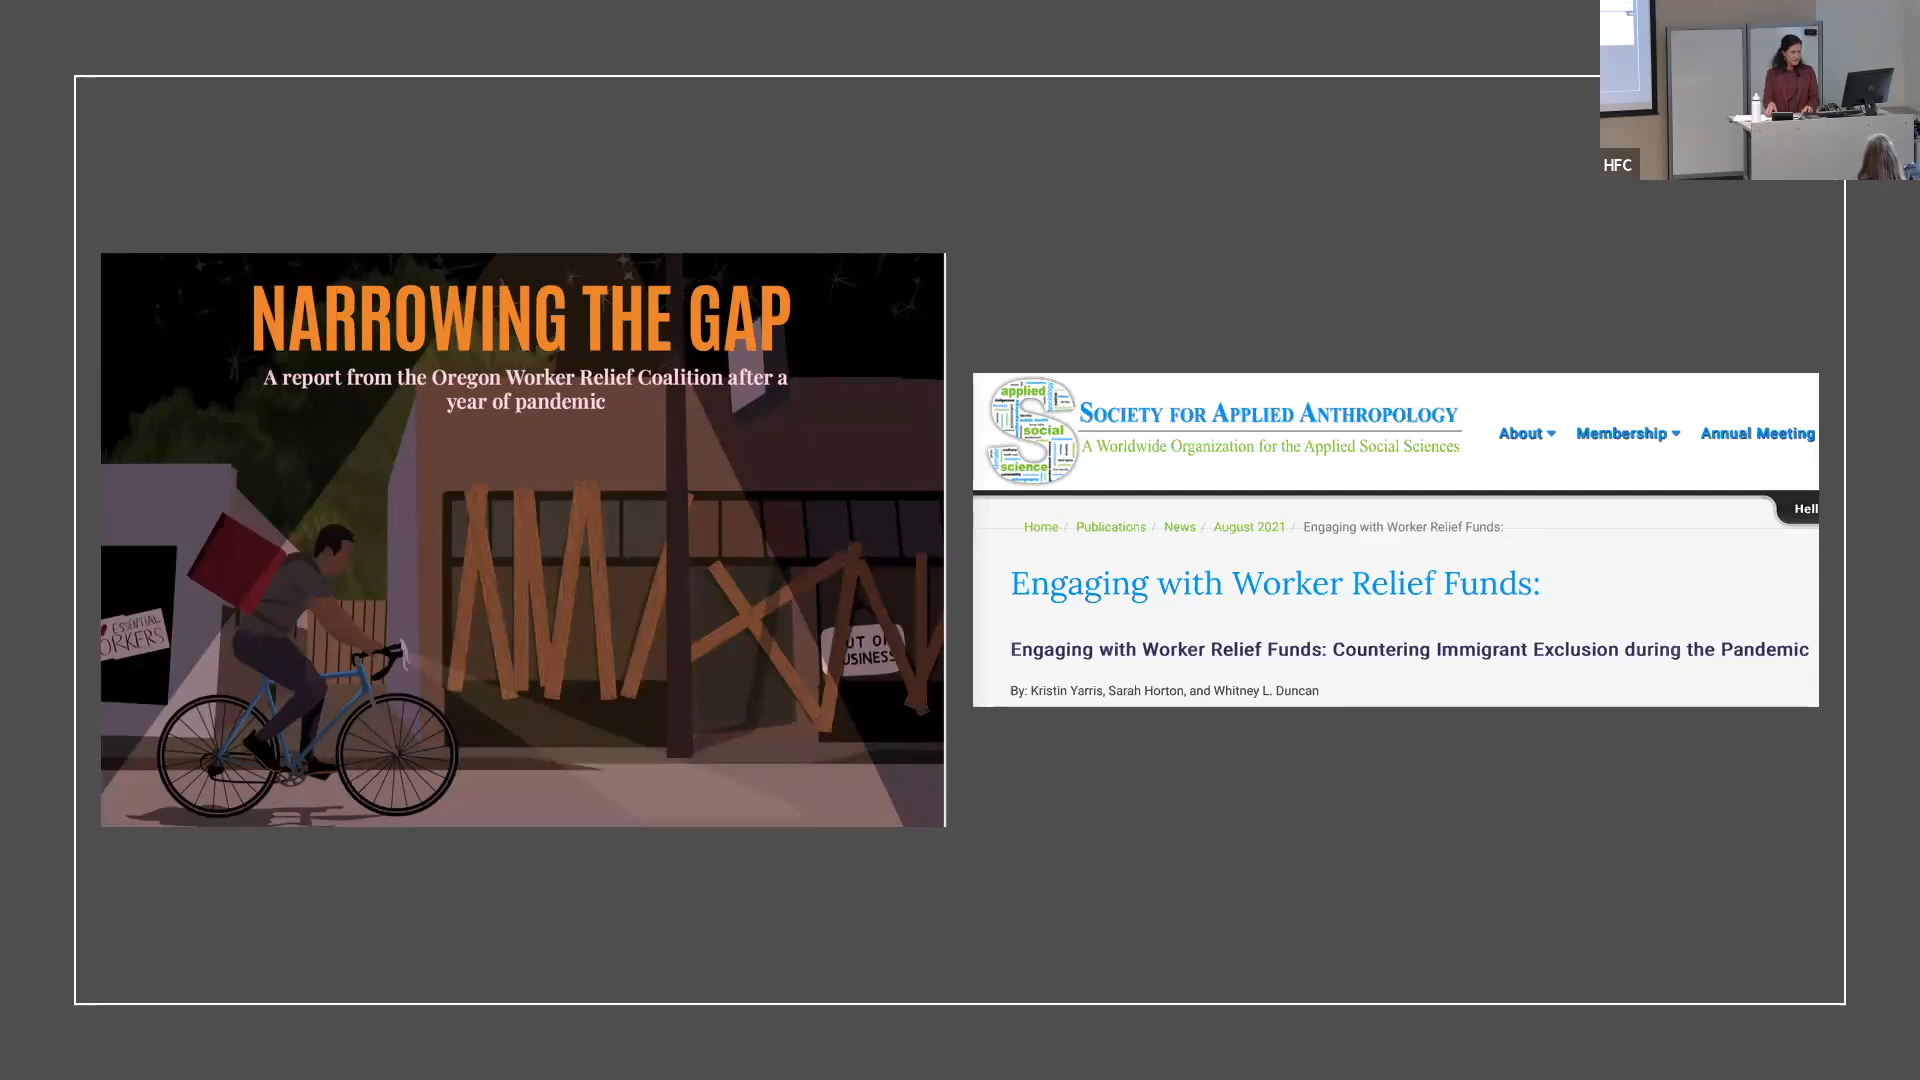 HFC
NARROWING THE GAP
A report from the Oregon Worker Relief Coalition after a
year of pandemic
ESSENTIAL
ORKERS
UT OF
USINESS
applied
social
science
SOCIETY FOR APPLIED ANTHROPOLOGY
A Worldwide Organization for the Applied Social Sciences
About Membership Annual Meeting
Hell
Home / Publications / News / August 2021 / Engaging with Worker Relief Funds:
Engaging with Worker Relief Funds:
Engaging with Worker Relief Funds: Countering Immigrant Exclusion during the Pandemic
By: Kristin Yarris, Sarah Horton, and Whitney L. Duncan